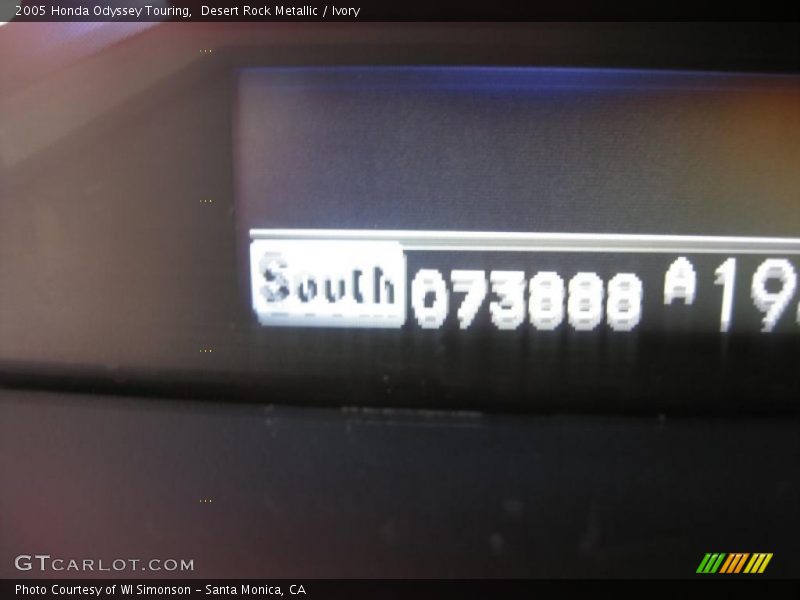 2005 Honda Odyssey Touring,  Desert Rock Metallic / Ivory
South 073888 A 19
GTCARLOT.COM
Photo Courtesy of WI Simonson - Santa Monica, CA